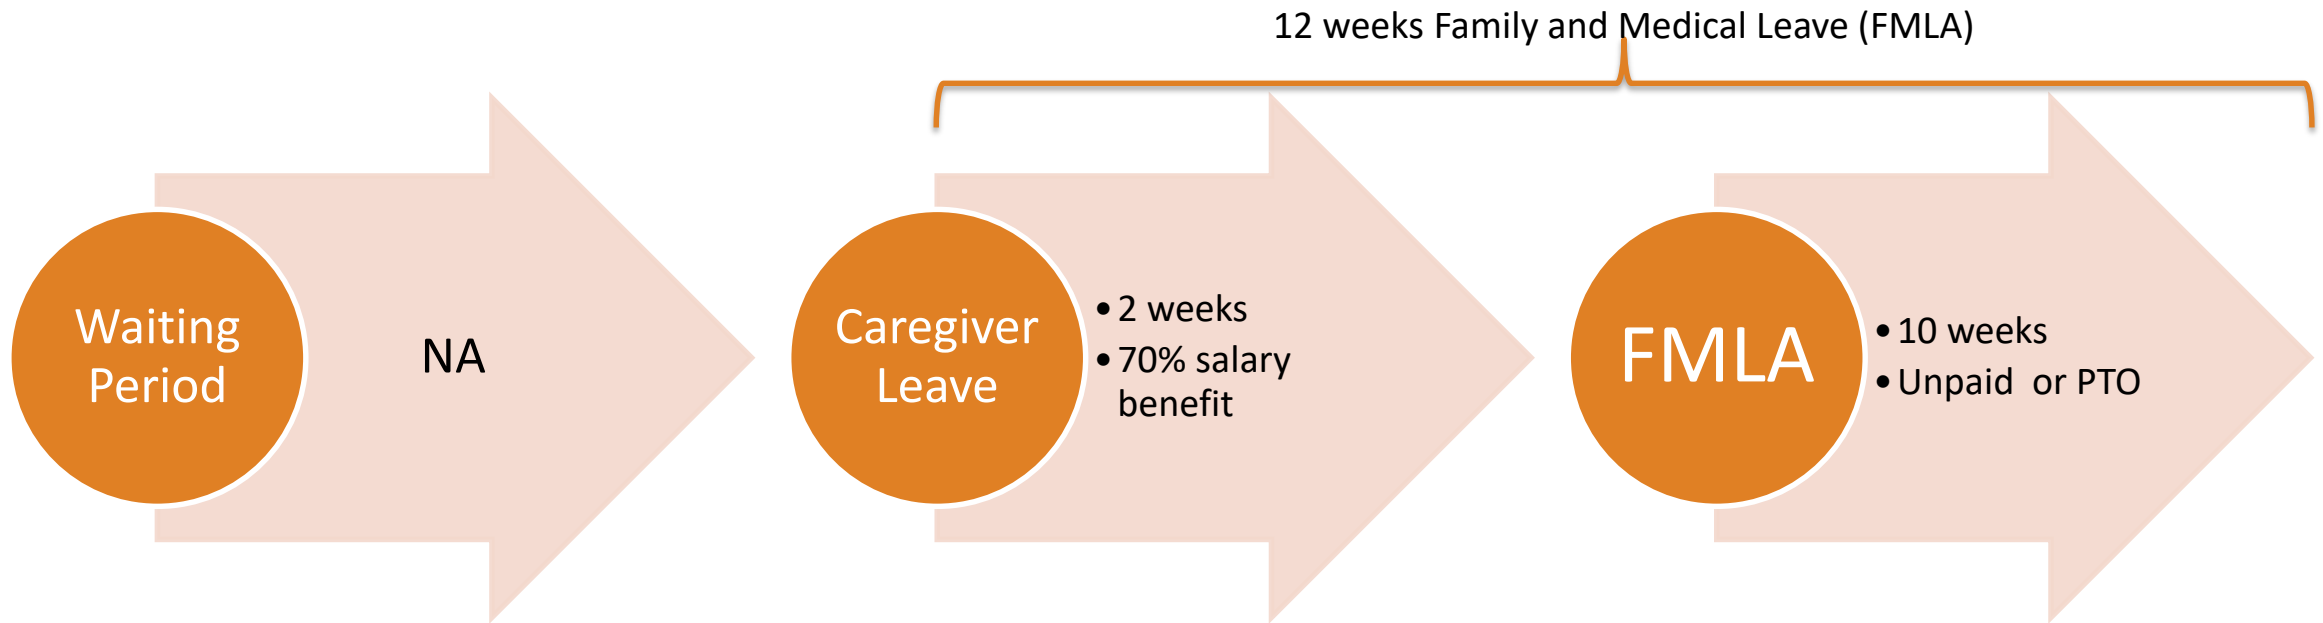 12 weeks Family and Medical Leave (FMLA)
Waiting
Period
NA
Caregiver
Leave
• 2 weeks
• 70% salary
benefit
FMLA
• 10 weeks
• Unpaid or PTO